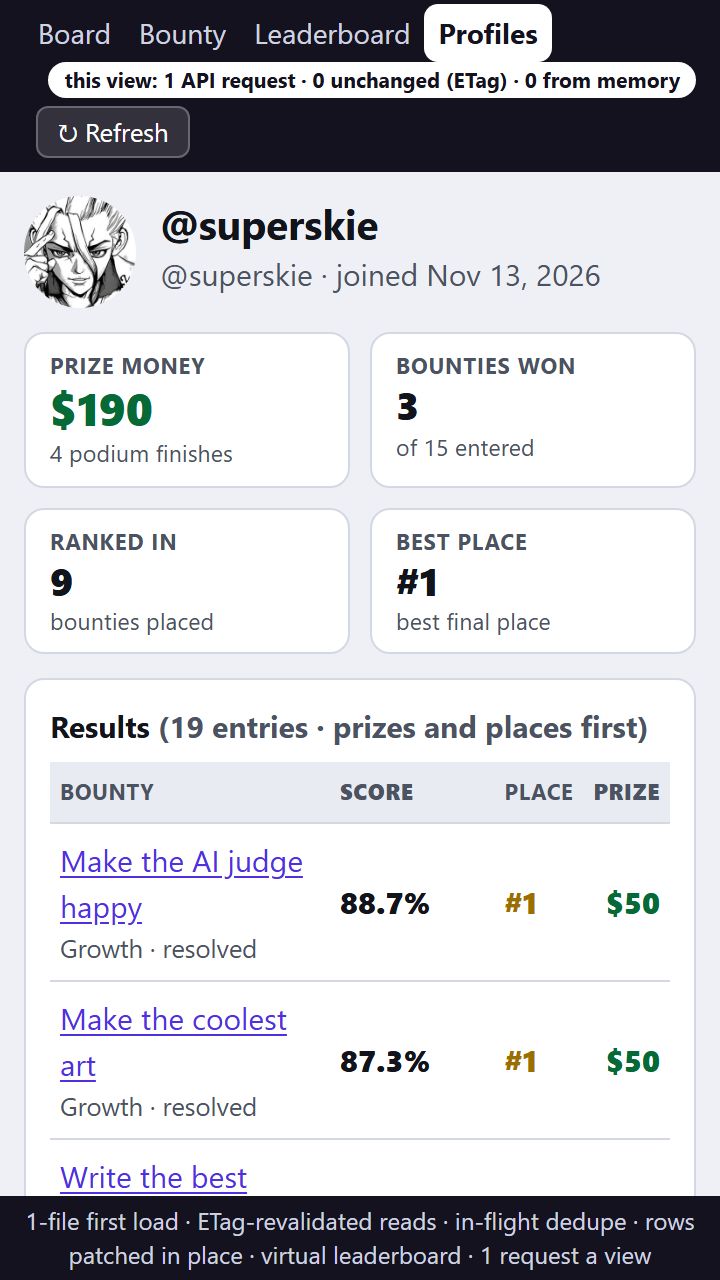 Board Bounty Leaderboard Profiles
this view: 1 API request · 0 unchanged (ETag) · 0 from memory
↻ Refresh
@superskie
@superskie · joined Nov 13, 2026
PRIZE MONEY
$190
4 podium finishes
BOUNTIES WON
3
of 15 entered
RANKED IN
9
bounties placed
BEST PLACE
#1
best final place
Results (19 entries · prizes and places first)
BOUNTY SCORE PLACE PRIZE
Make the AI judge
happy
88.7% #1 $50
Growth · resolved
Make the coolest
art
87.3% #1 $50
Growth · resolved
Write the best
1-file first load · ETag-revalidated reads · in-flight dedupe · rows
patched in place · virtual leaderboard · 1 request a view